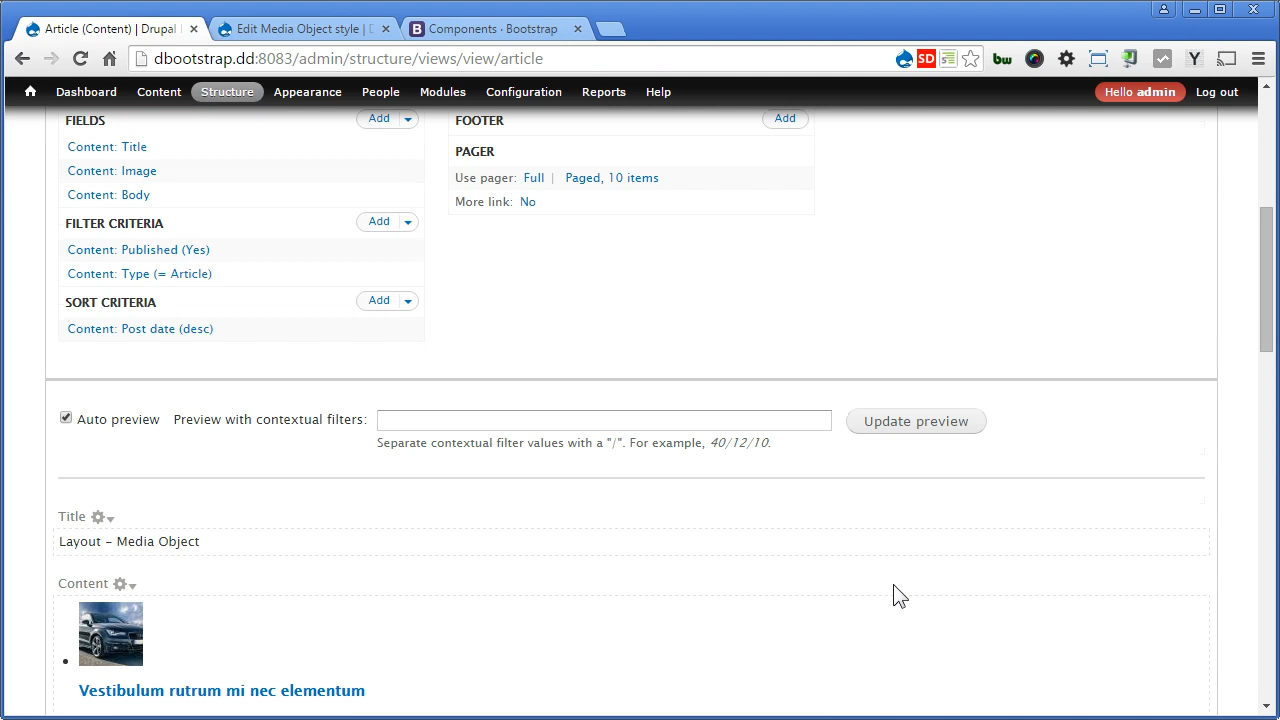 Article (Content) | Drupal
Edit Media Object style | D
Components · Bootstrap
dbootstrap.dd:8083/admin/structure/views/view/article
SD
5
bw
Y
Dashboard Content Structure Appearance People Modules Configuration Reports Help Hello admin Log out
FIELDS Add
Content: Title
Content: Image
Content: Body
FILTER CRITERIA Add
Content: Published (Yes)
Content: Type (= Article)
SORT CRITERIA Add
Content: Post date (desc)
FOOTER Add
PAGER
Use pager: Full | Paged, 10 items
More link: No
Auto preview Preview with contextual filters: Update preview
Separate contextual filter values with a "/". For example, 40/12/10.
Title
Layout - Media Object
Content
Vestibulum rutrum mi nec elementum